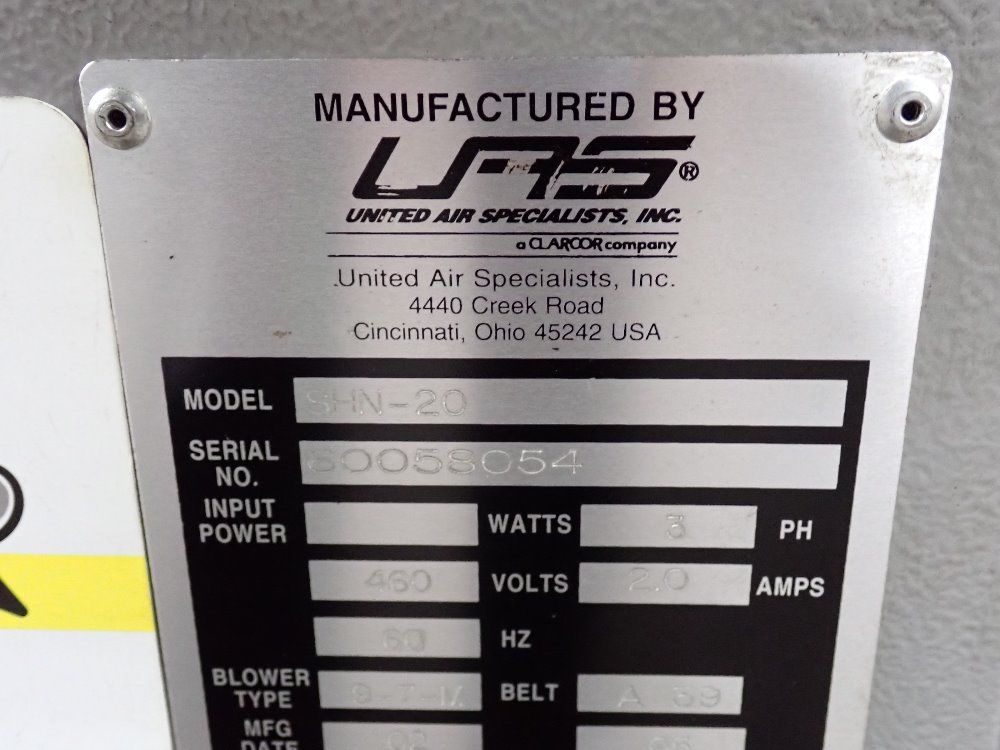 MANUFACTURED BY
UAS®
UNITED AIR SPECIALISTS, INC.
a CLARCOR company
United Air Specialists, Inc.
4440 Creek Road
Cincinnati, Ohio 45242 USA
MODEL SHN-20
SERIAL NO. 60058054
INPUT POWER WATTS 3 PH
460 VOLTS 2.0 AMPS
60 HZ
BLOWER TYPE BELT A 39
MFG DATE 02